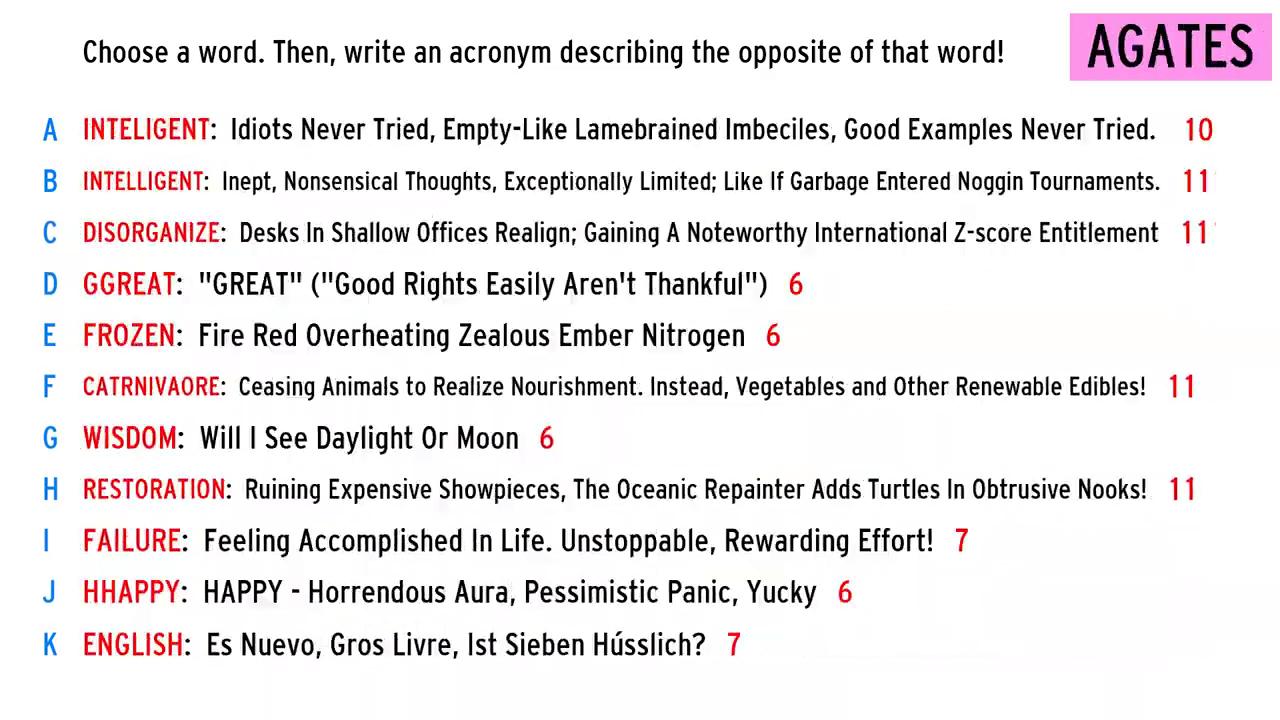 Choose a word. Then, write an acronym describing the opposite of that word!
AGATES
A INTELIGENT: Idiots Never Tried, Empty-Like Lamebrained Imbeciles, Good Examples Never Tried. 10
B INTELLIGENT: Inept, Nonsensical Thoughts, Exceptionally Limited; Like If Garbage Entered Noggin Tournaments. 11
C DISORGANIZE: Desks In Shallow Offices Realign; Gaining A Noteworthy International Z-score Entitlement 11
D GGREAT: "GREAT" ("Good Rights Easily Aren't Thankful") 6
E FROZEN: Fire Red Overheating Zealous Ember Nitrogen 6
F CATRNIVAORE: Ceasing Animals to Realize Nourishment. Instead, Vegetables and Other Renewable Edibles! 11
G WISDOM: Will I See Daylight Or Moon 6
H RESTORATION: Ruining Expensive Showpieces, The Oceanic Repainter Adds Turtles In Obtrusive Nooks! 11
I FAILURE: Feeling Accomplished In Life. Unstoppable, Rewarding Effort! 7
J HHAPPY: HAPPY - Horrendous Aura, Pessimistic Panic, Yucky 6
K ENGLISH: Es Nuevo, Gros Livre, Ist Sieben Hússlich? 7